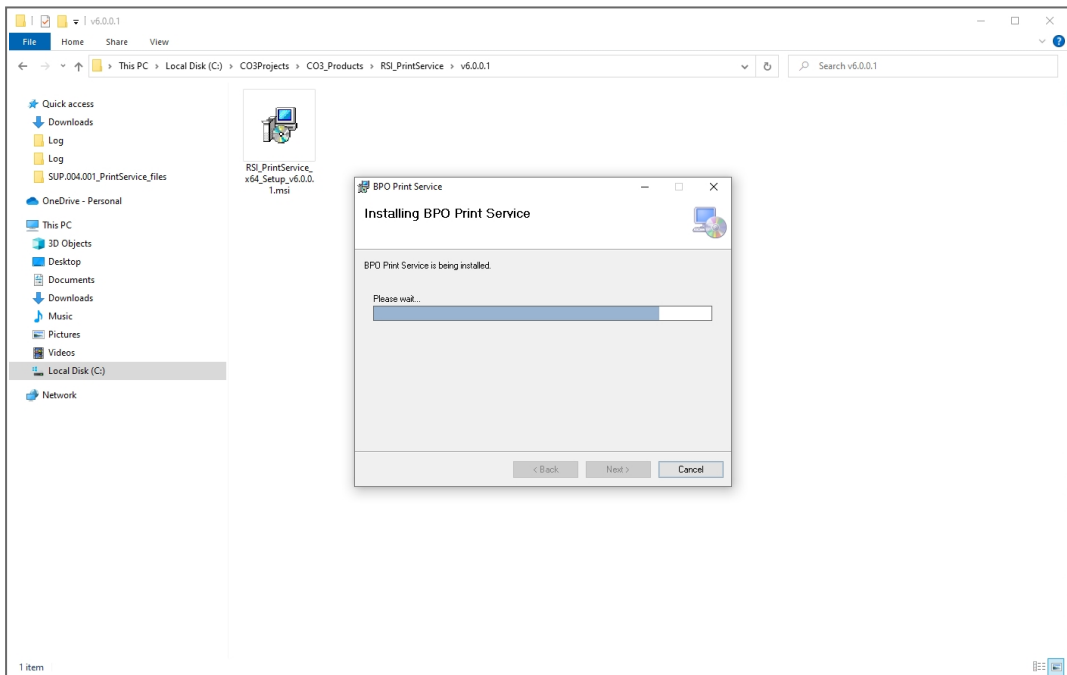 v6.0.0.1
File Home Share View
This PC > Local Disk (C:) > CO3Projects > CO3_Products > RSI_PrintService > v6.0.0.1
Search v6.0.0.1
Quick access
Downloads
Log
Log
SUP.004.001_PrintService_files
OneDrive - Personal
This PC
3D Objects
Desktop
Documents
Downloads
Music
Pictures
Videos
Local Disk (C:)
Network
RSI_PrintService_
x64_Setup_v6.0.0.
1.msi
BPO Print Service
Installing BPO Print Service
BPO Print Service is being installed.
Please wait...
< Back Next > Cancel
1 item